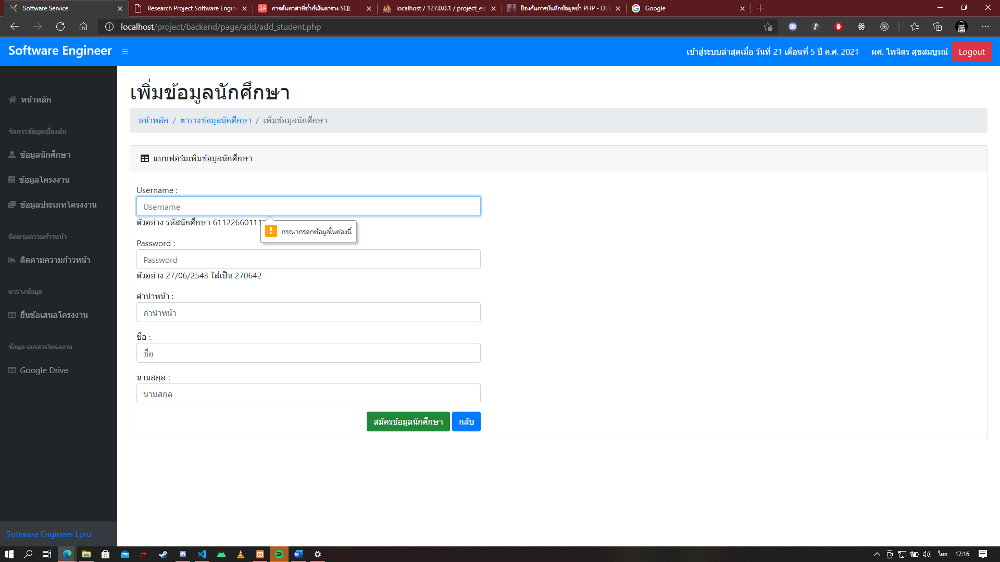 Software Service
Research Project Software Engin
QA การค้นหาค่าที่ซ้ำกันในตาราง SQL
localhost / 127.0.0.1 / project_ex
ป้องกันการบันทึกข้อมูลซ้ำ PHP - DEV
Google
localhost/project/backend/page/add/add_student.php
Software Engineer
เข้าสู่ระบบล่าสุดเมื่อ วันที่ 21 เดือนที่ 5 ปี ค.ศ. 2021
ผศ. ไพจิตร สุขสมบูรณ์
Logout
หน้าหลัก
จัดการข้อมูลเบื้องต้น
ข้อมูลนักศึกษา
ข้อมูลโครงงาน
ข้อมูลประเภทโครงงาน
ติดตามความก้าวหน้า
ติดตามความก้าวหน้า
ตารางข้อมูล
ยื่นข้อเสนอโครงงาน
ข้อมูล เอกสารโครงงาน
Google Drive
Software Engineer Lpru
เพิ่มข้อมูลนักศึกษา
หน้าหลัก / ตารางข้อมูลนักศึกษา / เพิ่มข้อมูลนักศึกษา
แบบฟอร์มเพิ่มข้อมูลนักศึกษา
Username :
Username
ตัวอย่าง รหัสนักศึกษา 61122660111
กรุณากรอกข้อมูลในช่องนี้
Password :
Password
ตัวอย่าง 27/06/2543 ใส่เป็น 270642
คำนำหน้า :
คำนำหน้า
ชื่อ :
ชื่อ
นามสกุล :
นามสกุล
สมัครข้อมูลนักศึกษา
กลับ
ไทย
17:16